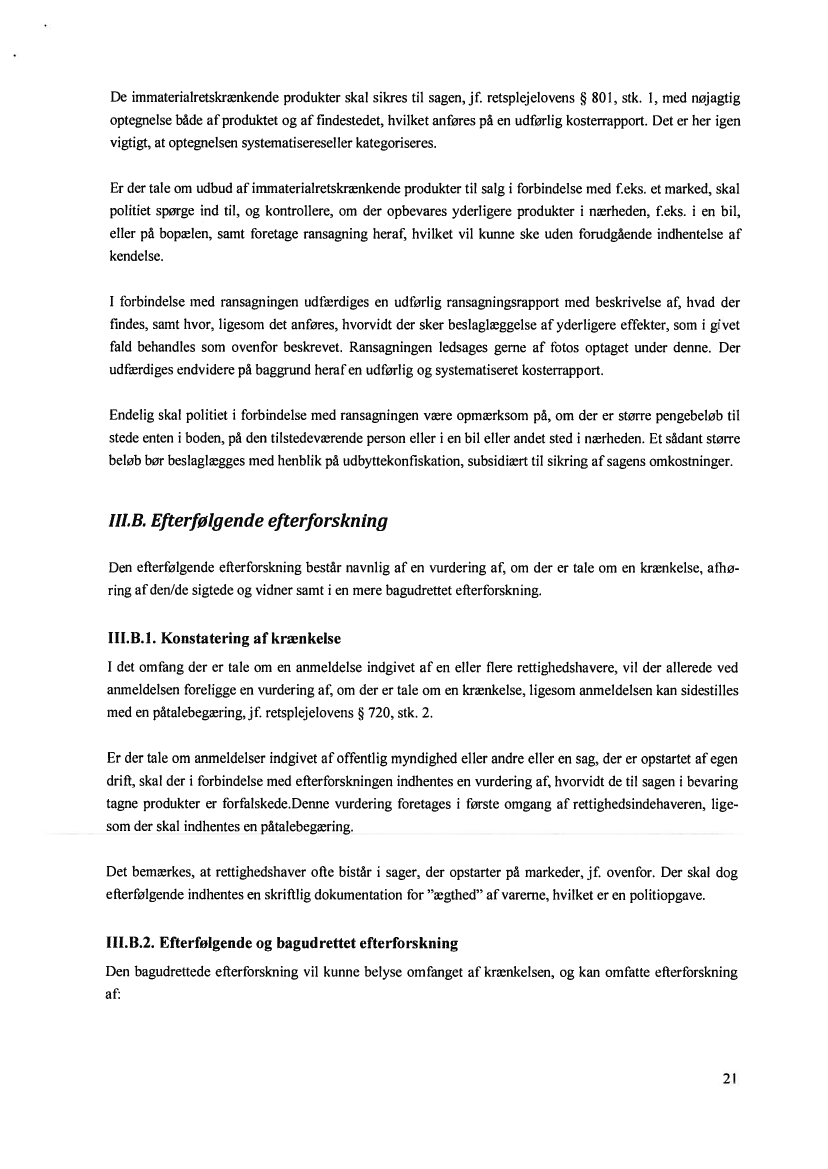 De immaterialretskrænkende produkter skal sikres til sagen, jf. retsplejelovens § 801, stk. 1, med nøjagtig
optegnelse både af produktet og af findestedet, hvilket anføres på en udførlig kosterrapport. Det er her igen
vigtigt, at optegnelsen systematisereseller kategoriseres.
Er der tale om udbud af immaterialretskrænkende produkter til salg i forbindelse med f.eks. et marked, skal
politiet spørge ind til, og kontrollere, om der opbevares yderligere produkter i nærheden, f.eks. i en bil,
eller på bopælen, samt foretage ransagning heraf, hvilket vil kunne ske uden forudgående indhentelse af
kendelse.
I forbindelse med ransagningen udfærdiges en udførlig ransagningsrapport med beskrivelse af, hvad der
findes, samt hvor, ligesom det anføres, hvorvidt der sker beslaglæggelse af yderligere effekter, som i givet
fald behandles som ovenfor beskrevet. Ransagningen ledsages gerne af fotos optaget under denne. Der
udfærdiges endvidere på baggrund heraf en udførlig og systematiseret kosterrapport.
Endelig skal politiet i forbindelse med ransagningen være opmærksom på, om der er større pengebeløb til
stede enten i boden, på den tilstedeværende person eller i en bil eller andet sted i nærheden. Et sådant større
beløb bør beslaglægges med henblik på udbyttekonfiskation, subsidiært til sikring af sagens omkostninger.
III.B. Efterfølgende efterforskning
Den efterfølgende efterforskning består navnlig af en vurdering af, om der er tale om en krænkelse, afhø-
ring af den/de sigtede og vidner samt i en mere bagudrettet efterforskning.
III.B.1. Konstatering af krænkelse
I det omfang der er tale om en anmeldelse indgivet af en eller flere rettighedshavere, vil der allerede ved
anmeldelsen foreligge en vurdering af, om der er tale om en krænkelse, ligesom anmeldelsen kan sidestilles
med en påtalebegæring, jf. retsplejelovens § 720, stk. 2.
Er der tale om anmeldelser indgivet af offentlig myndighed eller andre eller en sag, der er opstartet af egen
drift, skal der i forbindelse med efterforskningen indhentes en vurdering af, hvorvidt de til sagen i bevaring
tagne produkter er forfalskede.Denne vurdering foretages i første omgang af rettighedsindehaveren, lige-
som der skal indhentes en påtalebegæring.
Det bemærkes, at rettighedshaver ofte bistår i sager, der opstarter på markeder, jf. ovenfor. Der skal dog
efterfølgende indhentes en skriftlig dokumentation for ”ægthed” af varerne, hvilket er en politiopgave.
III.B.2. Efterfølgende og bagudrettet efterforskning
Den bagudrettede efterforskning vil kunne belyse omfanget af krænkelsen, og kan omfatte efterforskning
af:
21